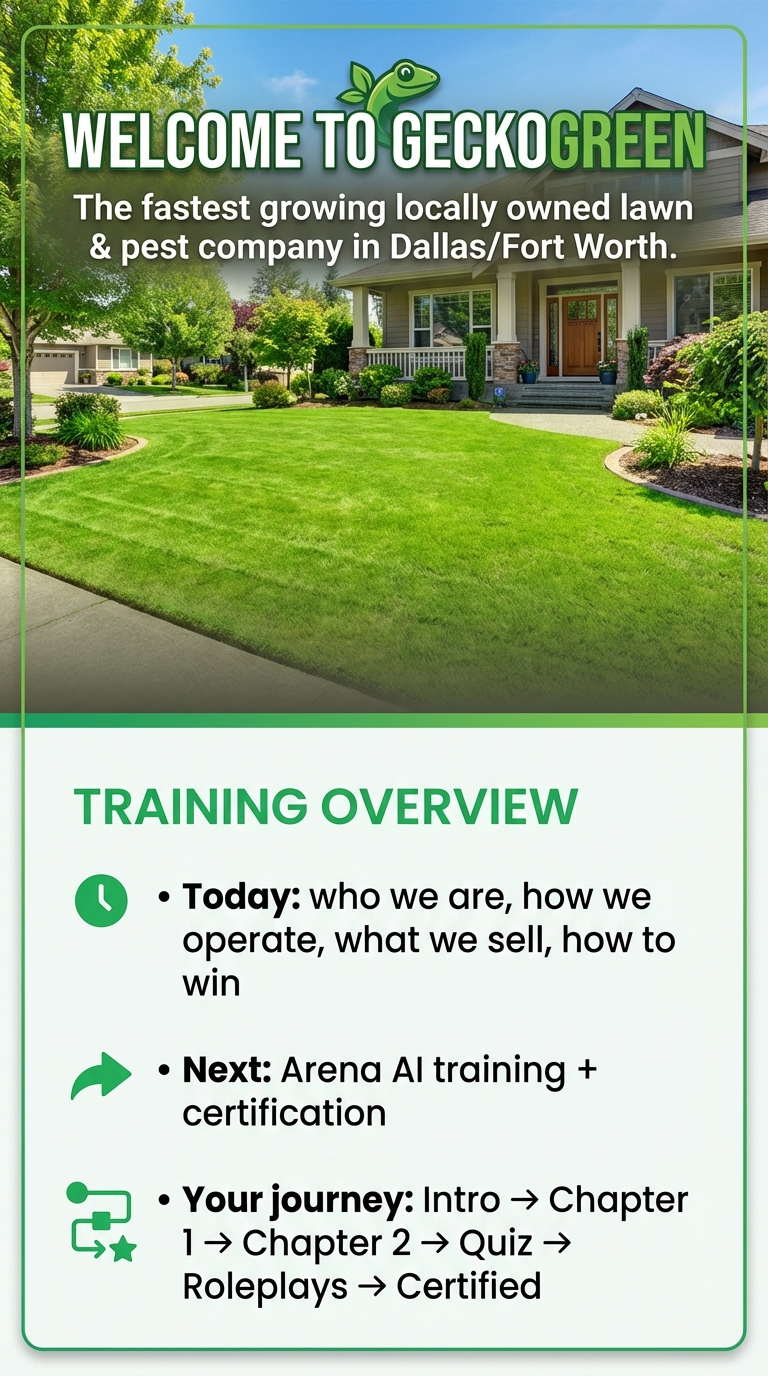 WELCOME TO GECKOGREEN
The fastest growing locally owned lawn
& pest company in Dallas/Fort Worth.
TRAINING OVERVIEW
• Today: who we are, how we
operate, what we sell, how to
win
• Next: Arena AI training +
certification
• Your journey: Intro → Chapter
1 → Chapter 2 → Quiz →
Roleplays → Certified